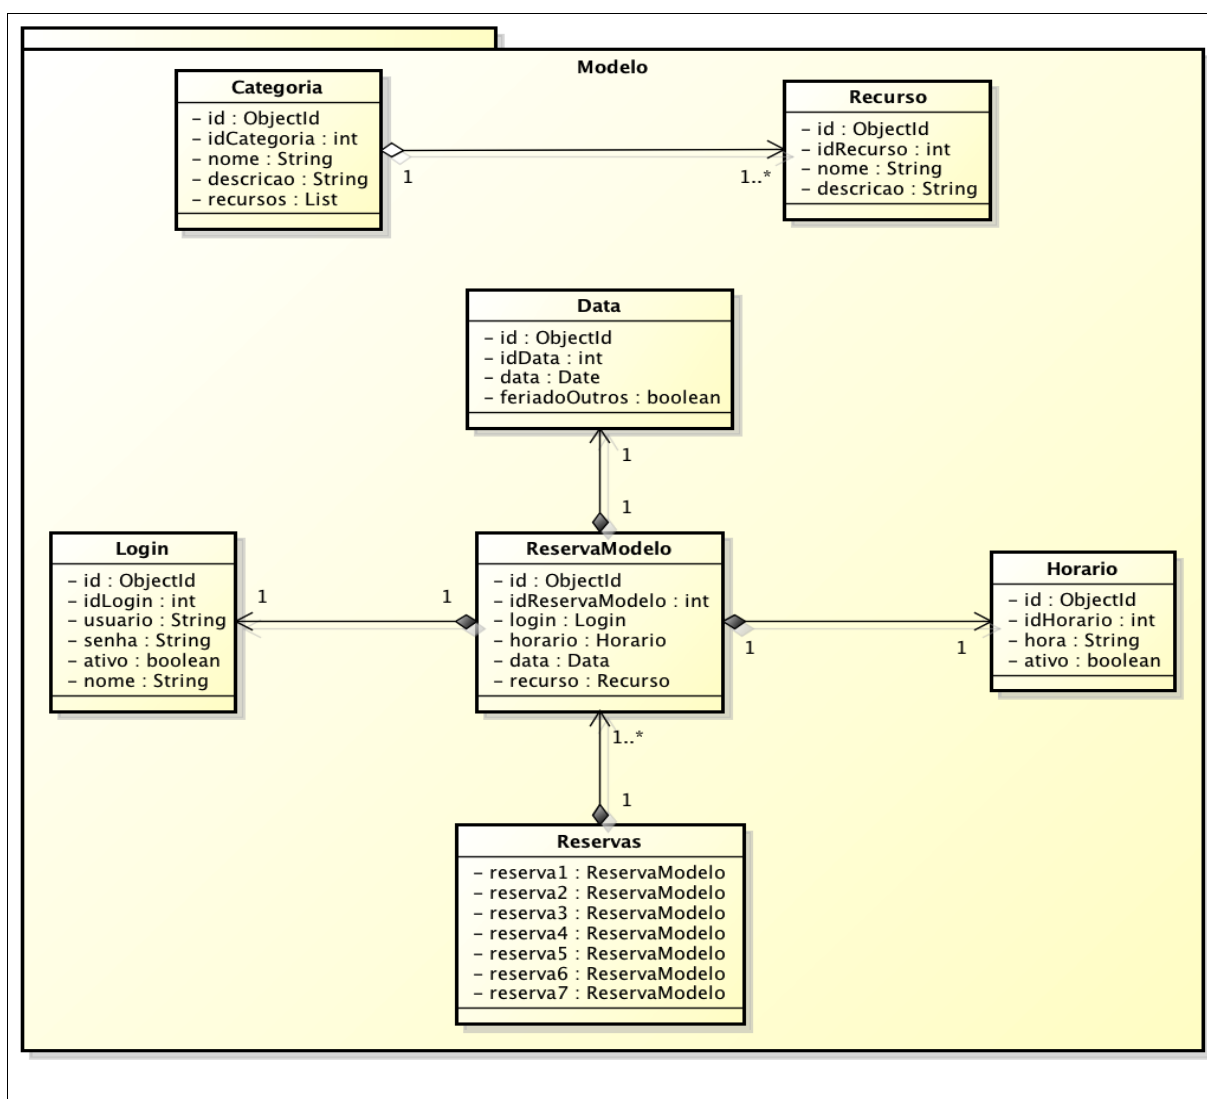 Modelo
Categoria
- id : ObjectId
- idCategoria : int
- nome : String
- descricao : String
- recursos : List
1
1..*
Recurso
- id : ObjectId
- idRecurso : int
- nome : String
- descricao : String
Data
- id : ObjectId
- idData : int
- data : Date
- feriadoOutros : boolean
1
1
Login
- id : ObjectId
- idLogin : int
- usuario : String
- senha : String
- ativo : boolean
- nome : String
1
1
ReservaModelo
- id : ObjectId
- idReservaModelo : int
- login : Login
- horario : Horario
- data : Data
- recurso : Recurso
1
1
Horario
- id : ObjectId
- idHorario : int
- hora : String
- ativo : boolean
1..*
1
Reservas
- reserva1 : ReservaModelo
- reserva2 : ReservaModelo
- reserva3 : ReservaModelo
- reserva4 : ReservaModelo
- reserva5 : ReservaModelo
- reserva6 : ReservaModelo
- reserva7 : ReservaModelo